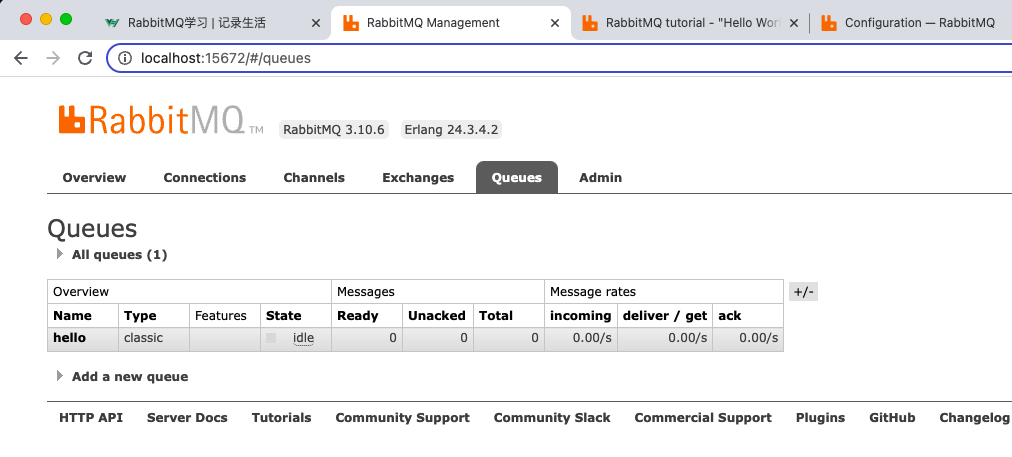 RabbitMQ学习 | 记录生活
RabbitMQ Management
RabbitMQ tutorial - "Hello Wor
Configuration — RabbitMQ
localhost:15672/#/queues
RabbitMQ TM RabbitMQ 3.10.6 Erlang 24.3.4.2
Overview Connections Channels Exchanges Queues Admin
Queues
All queues (1)
Overview Messages Message rates +/-
Name Type Features State Ready Unacked Total incoming deliver / get ack
hello classic idle 0 0 0 0.00/s 0.00/s 0.00/s
Add a new queue
HTTP API Server Docs Tutorials Community Support Community Slack Commercial Support Plugins GitHub Changelog